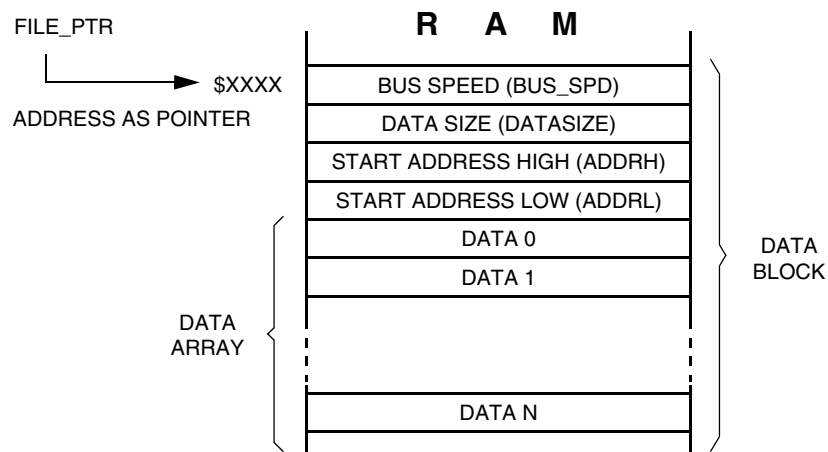 R A M
FILE_PTR
$XXXX
ADDRESS AS POINTER
BUS SPEED (BUS_SPD)
DATA SIZE (DATASIZE)
START ADDRESS HIGH (ADDRH)
START ADDRESS LOW (ADDRL)
DATA 0
DATA 1
DATA
ARRAY
DATA N
DATA
BLOCK